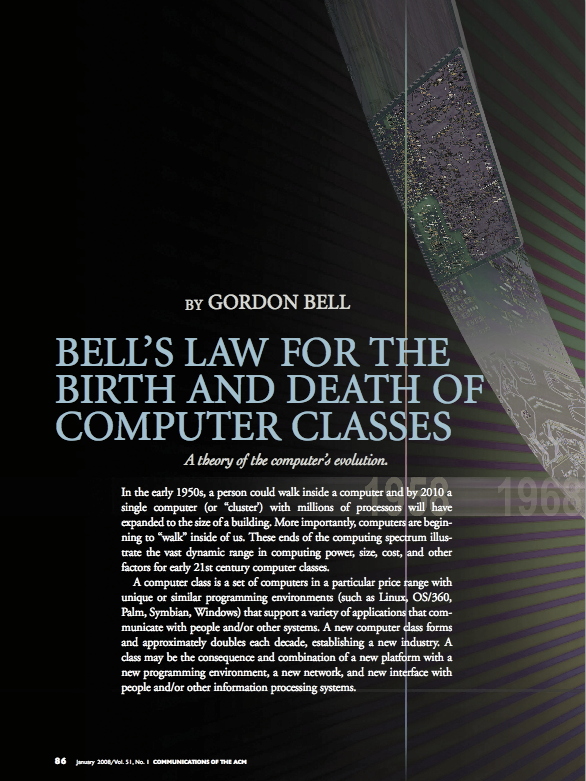 BY GORDON BELL
BELL'S LAW FOR THE
BIRTH AND DEATH OF
COMPUTER CLASSES
A theory of the computer's evolution.
1958 1968
In the early 1950s, a person could walk inside a computer and by 2010 a
single computer (or "cluster') with millions of processors will have
expanded to the size of a building. More importantly, computers are begin-
ning to "walk" inside of us. These ends of the computing spectrum illus-
trate the vast dynamic range in computing power, size, cost, and other
factors for early 21st century computer classes.
A computer class is a set of computers in a particular price range with
unique or similar programming environments (such as Linux, OS/360,
Palm, Symbian, Windows) that support a variety of applications that com-
municate with people and/or other systems. A new computer class forms
and approximately doubles each decade, establishing a new industry. A
class may be the consequence and combination of a new platform with a
new programming environment, a new network, and new interface with
people and/or other information processing systems.
86 January 2008/Vol. 51, No. 1 COMMUNICATIONS OF THE ACM